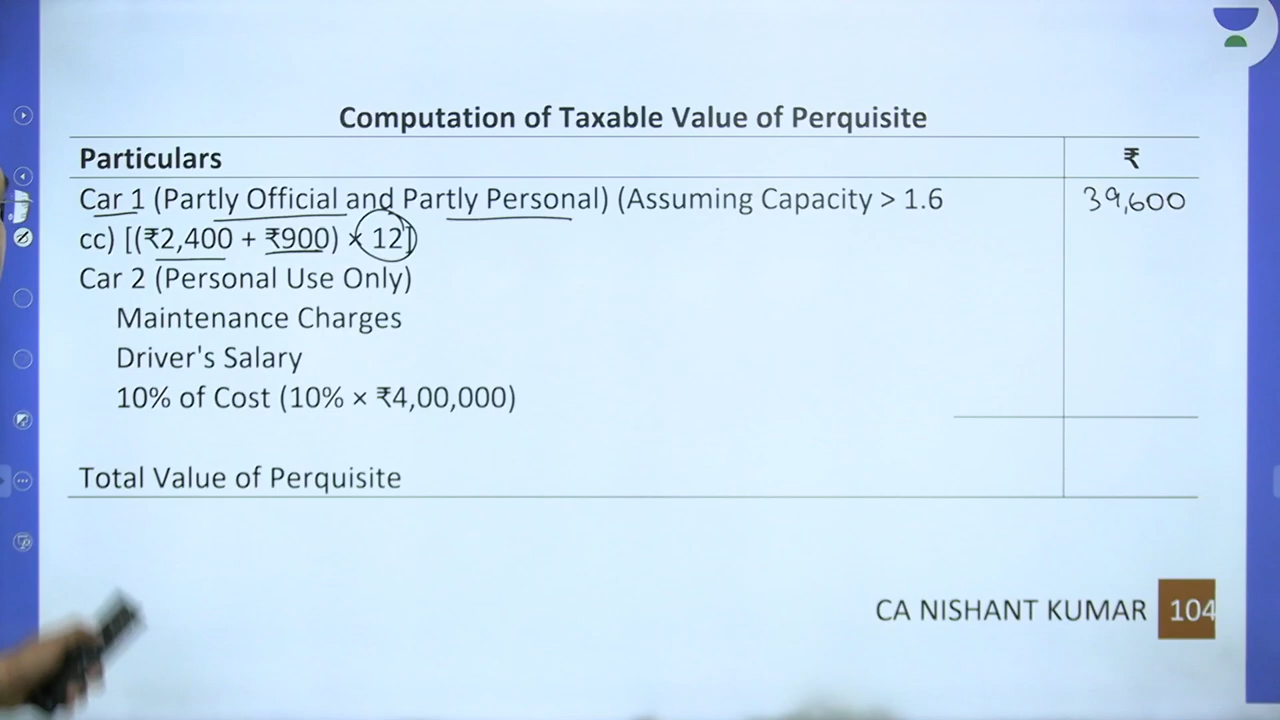 Computation of Taxable Value of Perquisite
Particulars ₹
Car 1 (Partly Official and Partly Personal) (Assuming Capacity > 1.6 39,600
cc) [(₹2,400 + ₹900) × 12]
Car 2 (Personal Use Only)
Maintenance Charges
Driver's Salary
10% of Cost (10% × ₹4,00,000)
Total Value of Perquisite
CA NISHANT KUMAR 104